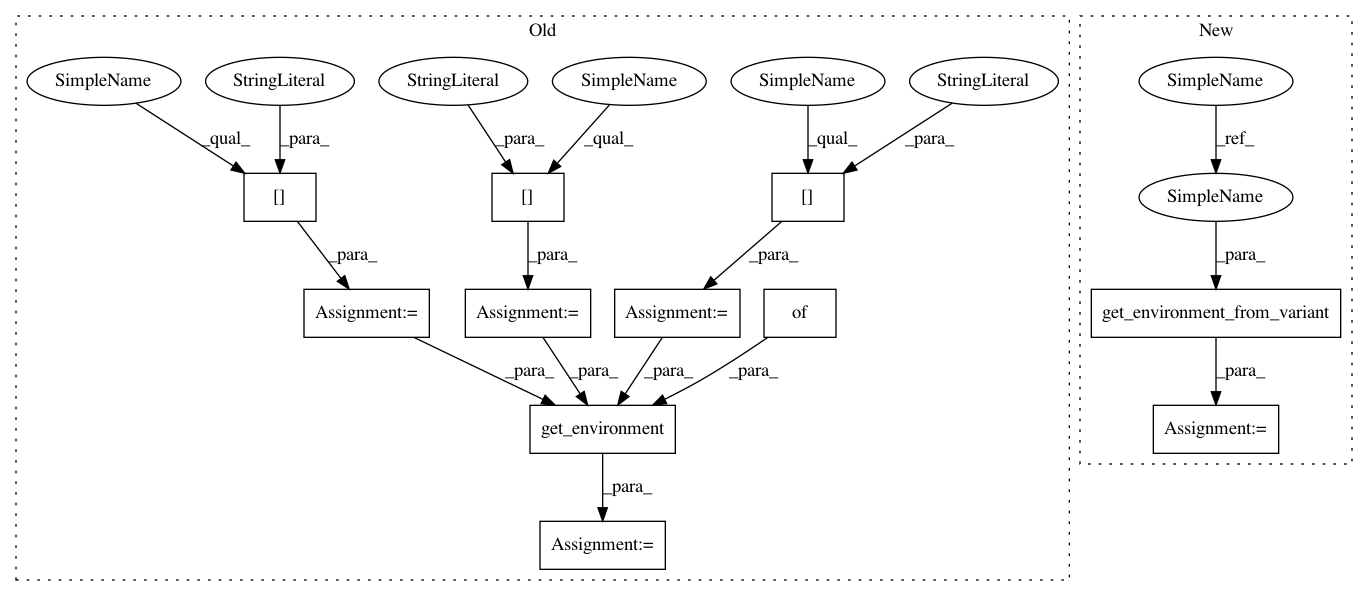 Old
New
SimpleName
StringLiteral
StringLiteral
SimpleName
SimpleName
StringLiteral
SimpleName
_qual_
_para_
_para_
_qual_
_qual_
_para_
_ref_
[]
[]
[]
SimpleName
_para_
_para_
_para_
_para_
Assignment:=
Assignment:=
Assignment:=
of
get_environment_from_variant
_para_
_para_
_para_
_para_
_para_
get_environment
Assignment:=
_para_
Assignment:=